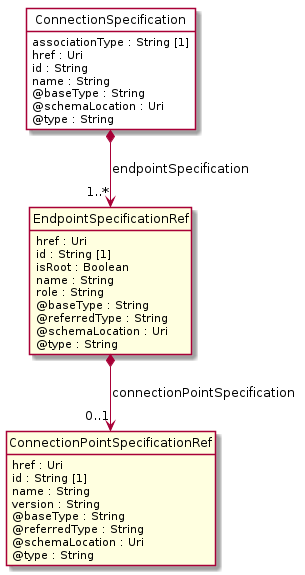 ConnectionSpecification
associationType : String [1]
href : Uri
id : String
name : String
@baseType : String
@schemaLocation : Uri
@type : String
endpointSpecification
1..*
EndpointSpecificationRef
href : Uri
id : String [1]
isRoot : Boolean
name : String
role : String
@baseType : String
@referredType : String
@schemaLocation : Uri
@type : String
connectionPointSpecification
0..1
ConnectionPointSpecificationRef
href : Uri
id : String [1]
name : String
version : String
@baseType : String
@referredType : String
@schemaLocation : Uri
@type : String